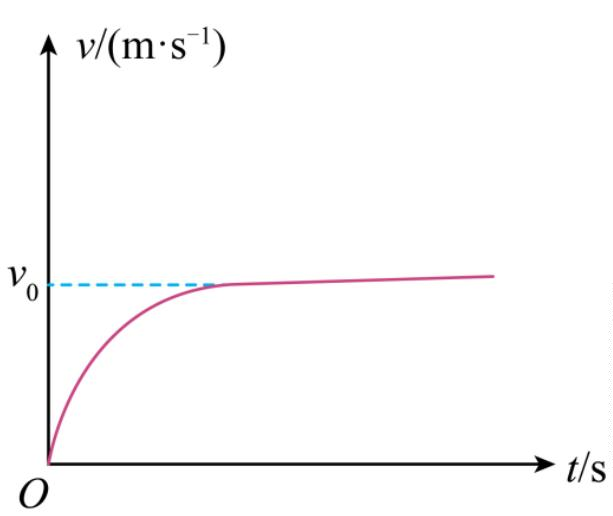 v/(m·s⁻¹)
v₀
t/s
O